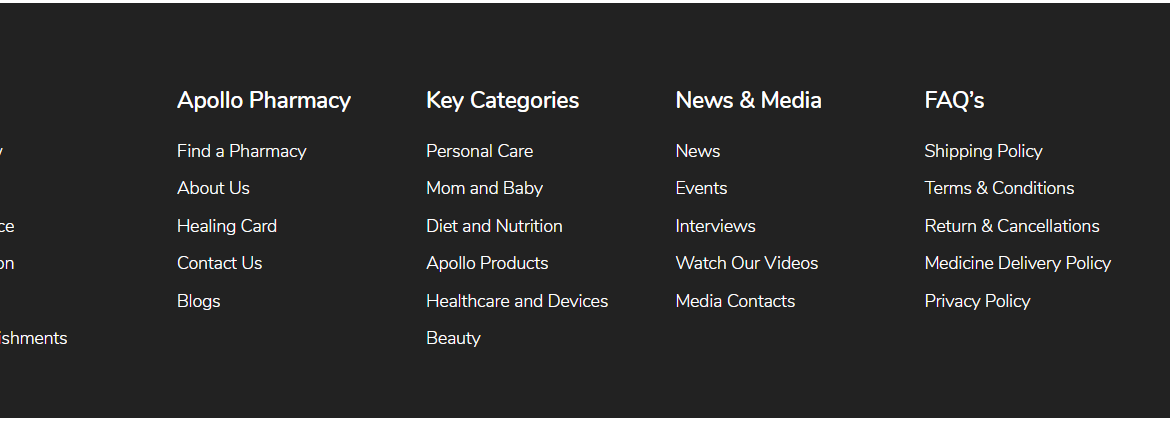 Apollo Pharmacy
Find a Pharmacy
About Us
Healing Card
Contact Us
Blogs
Key Categories
Personal Care
Mom and Baby
Diet and Nutrition
Apollo Products
Healthcare and Devices
Beauty
News & Media
News
Events
Interviews
Watch Our Videos
Media Contacts
FAQ’s
Shipping Policy
Terms & Conditions
Return & Cancellations
Medicine Delivery Policy
Privacy Policy